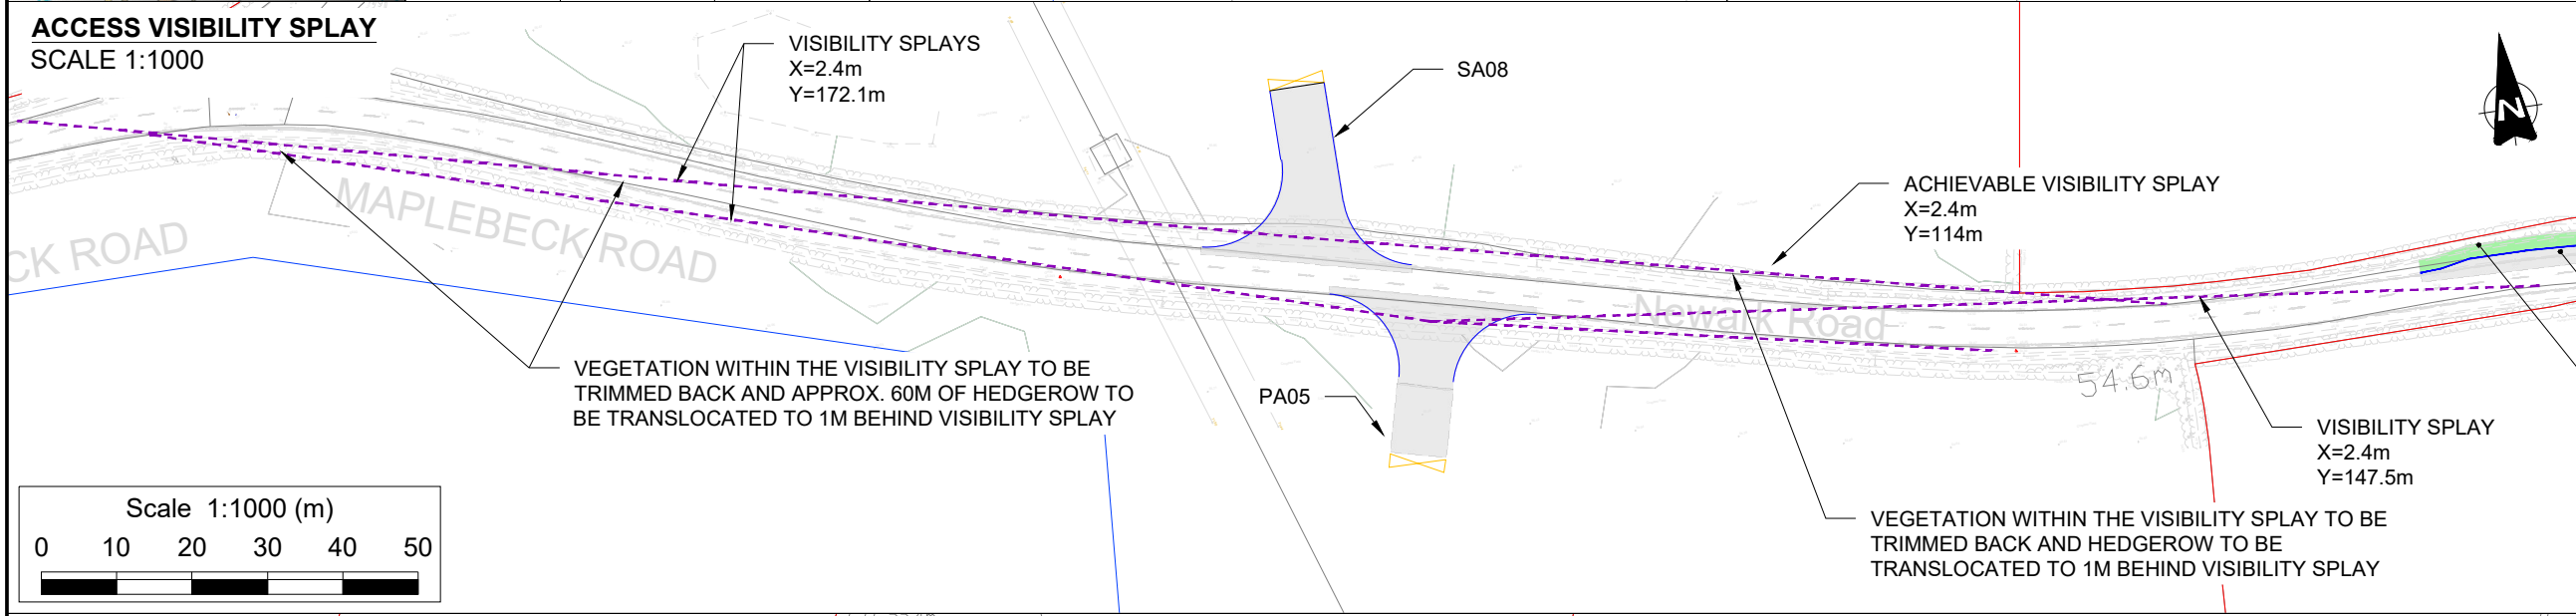 ACCESS VISIBILITY SPLAY
SCALE 1:1000
VISIBILITY SPLAYS
X=2.4m
Y=172.1m
SA08
N
ACHIEVABLE VISIBILITY SPLAY
X=2.4m
Y=114m
CK ROAD
MAPLEBECK ROAD
Newark Road
54.6m
VEGETATION WITHIN THE VISIBILITY SPLAY TO BE
TRIMMED BACK AND APPROX. 60M OF HEDGEROW TO
BE TRANSLOCATED TO 1M BEHIND VISIBILITY SPLAY
PA05
VISIBILITY SPLAY
X=2.4m
Y=147.5m
VEGETATION WITHIN THE VISIBILITY SPLAY TO BE
TRIMMED BACK AND HEDGEROW TO BE
TRANSLOCATED TO 1M BEHIND VISIBILITY SPLAY
Scale 1:1000 (m)
0 10 20 30 40 50